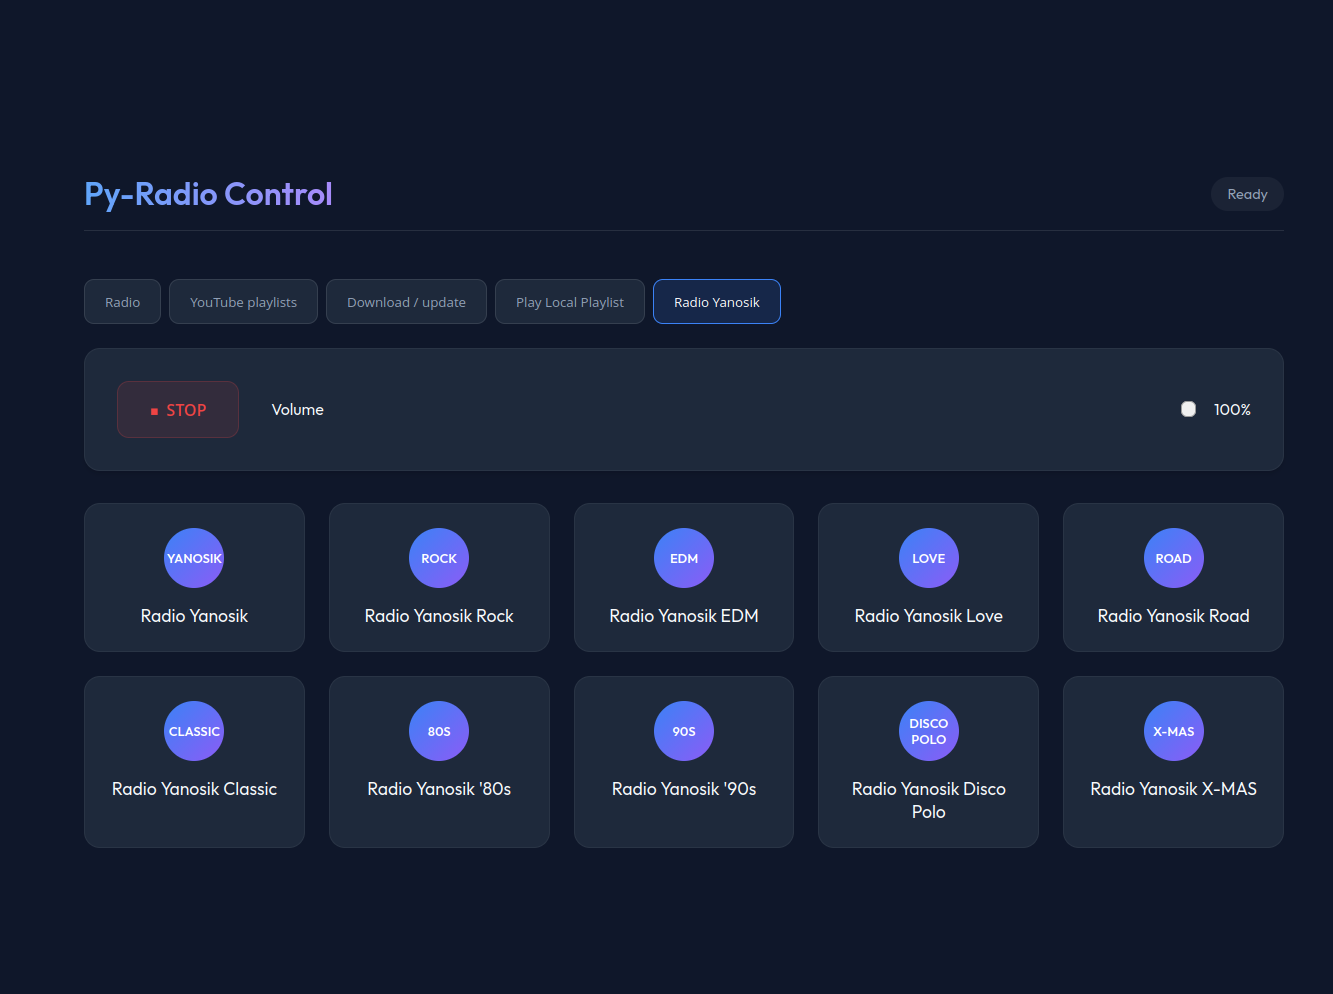 Py-Radio Control
Ready
Radio
YouTube playlists
Download / update
Play Local Playlist
Radio Yanosik
■ STOP
Volume
100%
YANOSIK
Radio Yanosik
ROCK
Radio Yanosik Rock
EDM
Radio Yanosik EDM
LOVE
Radio Yanosik Love
ROAD
Radio Yanosik Road
CLASSIC
Radio Yanosik Classic
80S
Radio Yanosik '80s
90S
Radio Yanosik '90s
DISCO
POLO
Radio Yanosik Disco
Polo
X-MAS
Radio Yanosik X-MAS